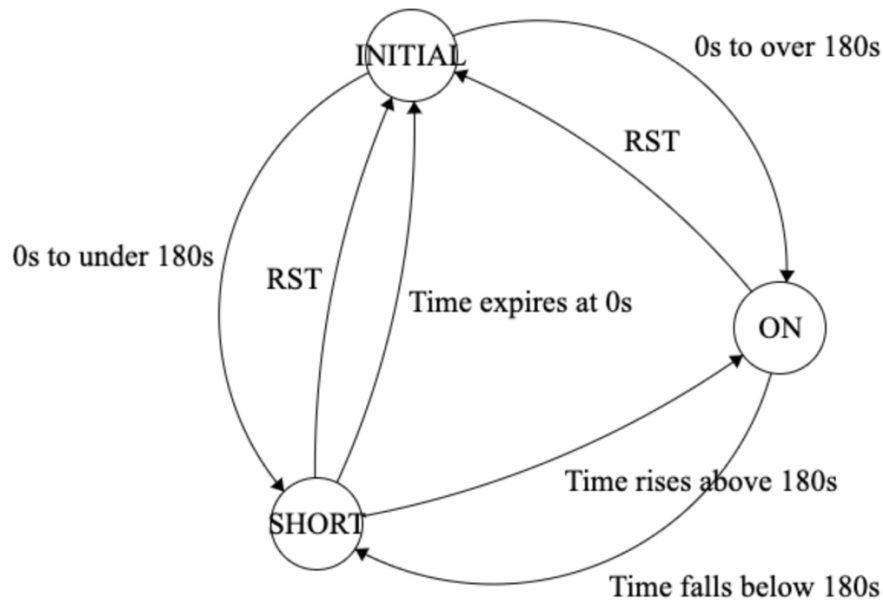 INITIAL
0s to over 180s
RST
0s to under 180s
RST
Time expires at 0s
ON
Time rises above 180s
SHORT
Time falls below 180s